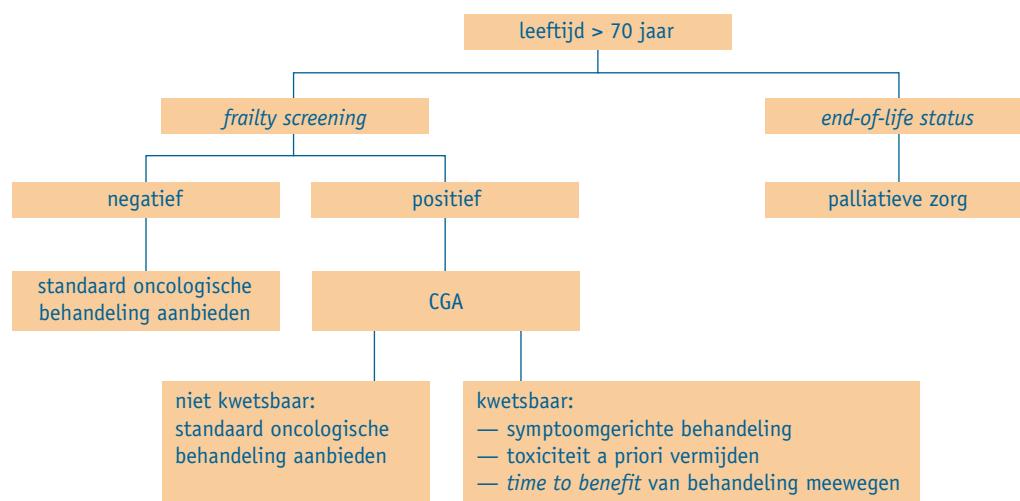 leeftijd > 70 jaar
frailty screening
end-of-life status
negatief
positief
palliatieve zorg
standaard oncologische
behandeling aanbieden
CGA
niet kwetsbaar:
standaard oncologische
behandeling aanbieden
kwetsbaar:
— symptoomgerichte behandeling
— toxiciteit a priori vermijden
— time to benefit van behandeling meewegen